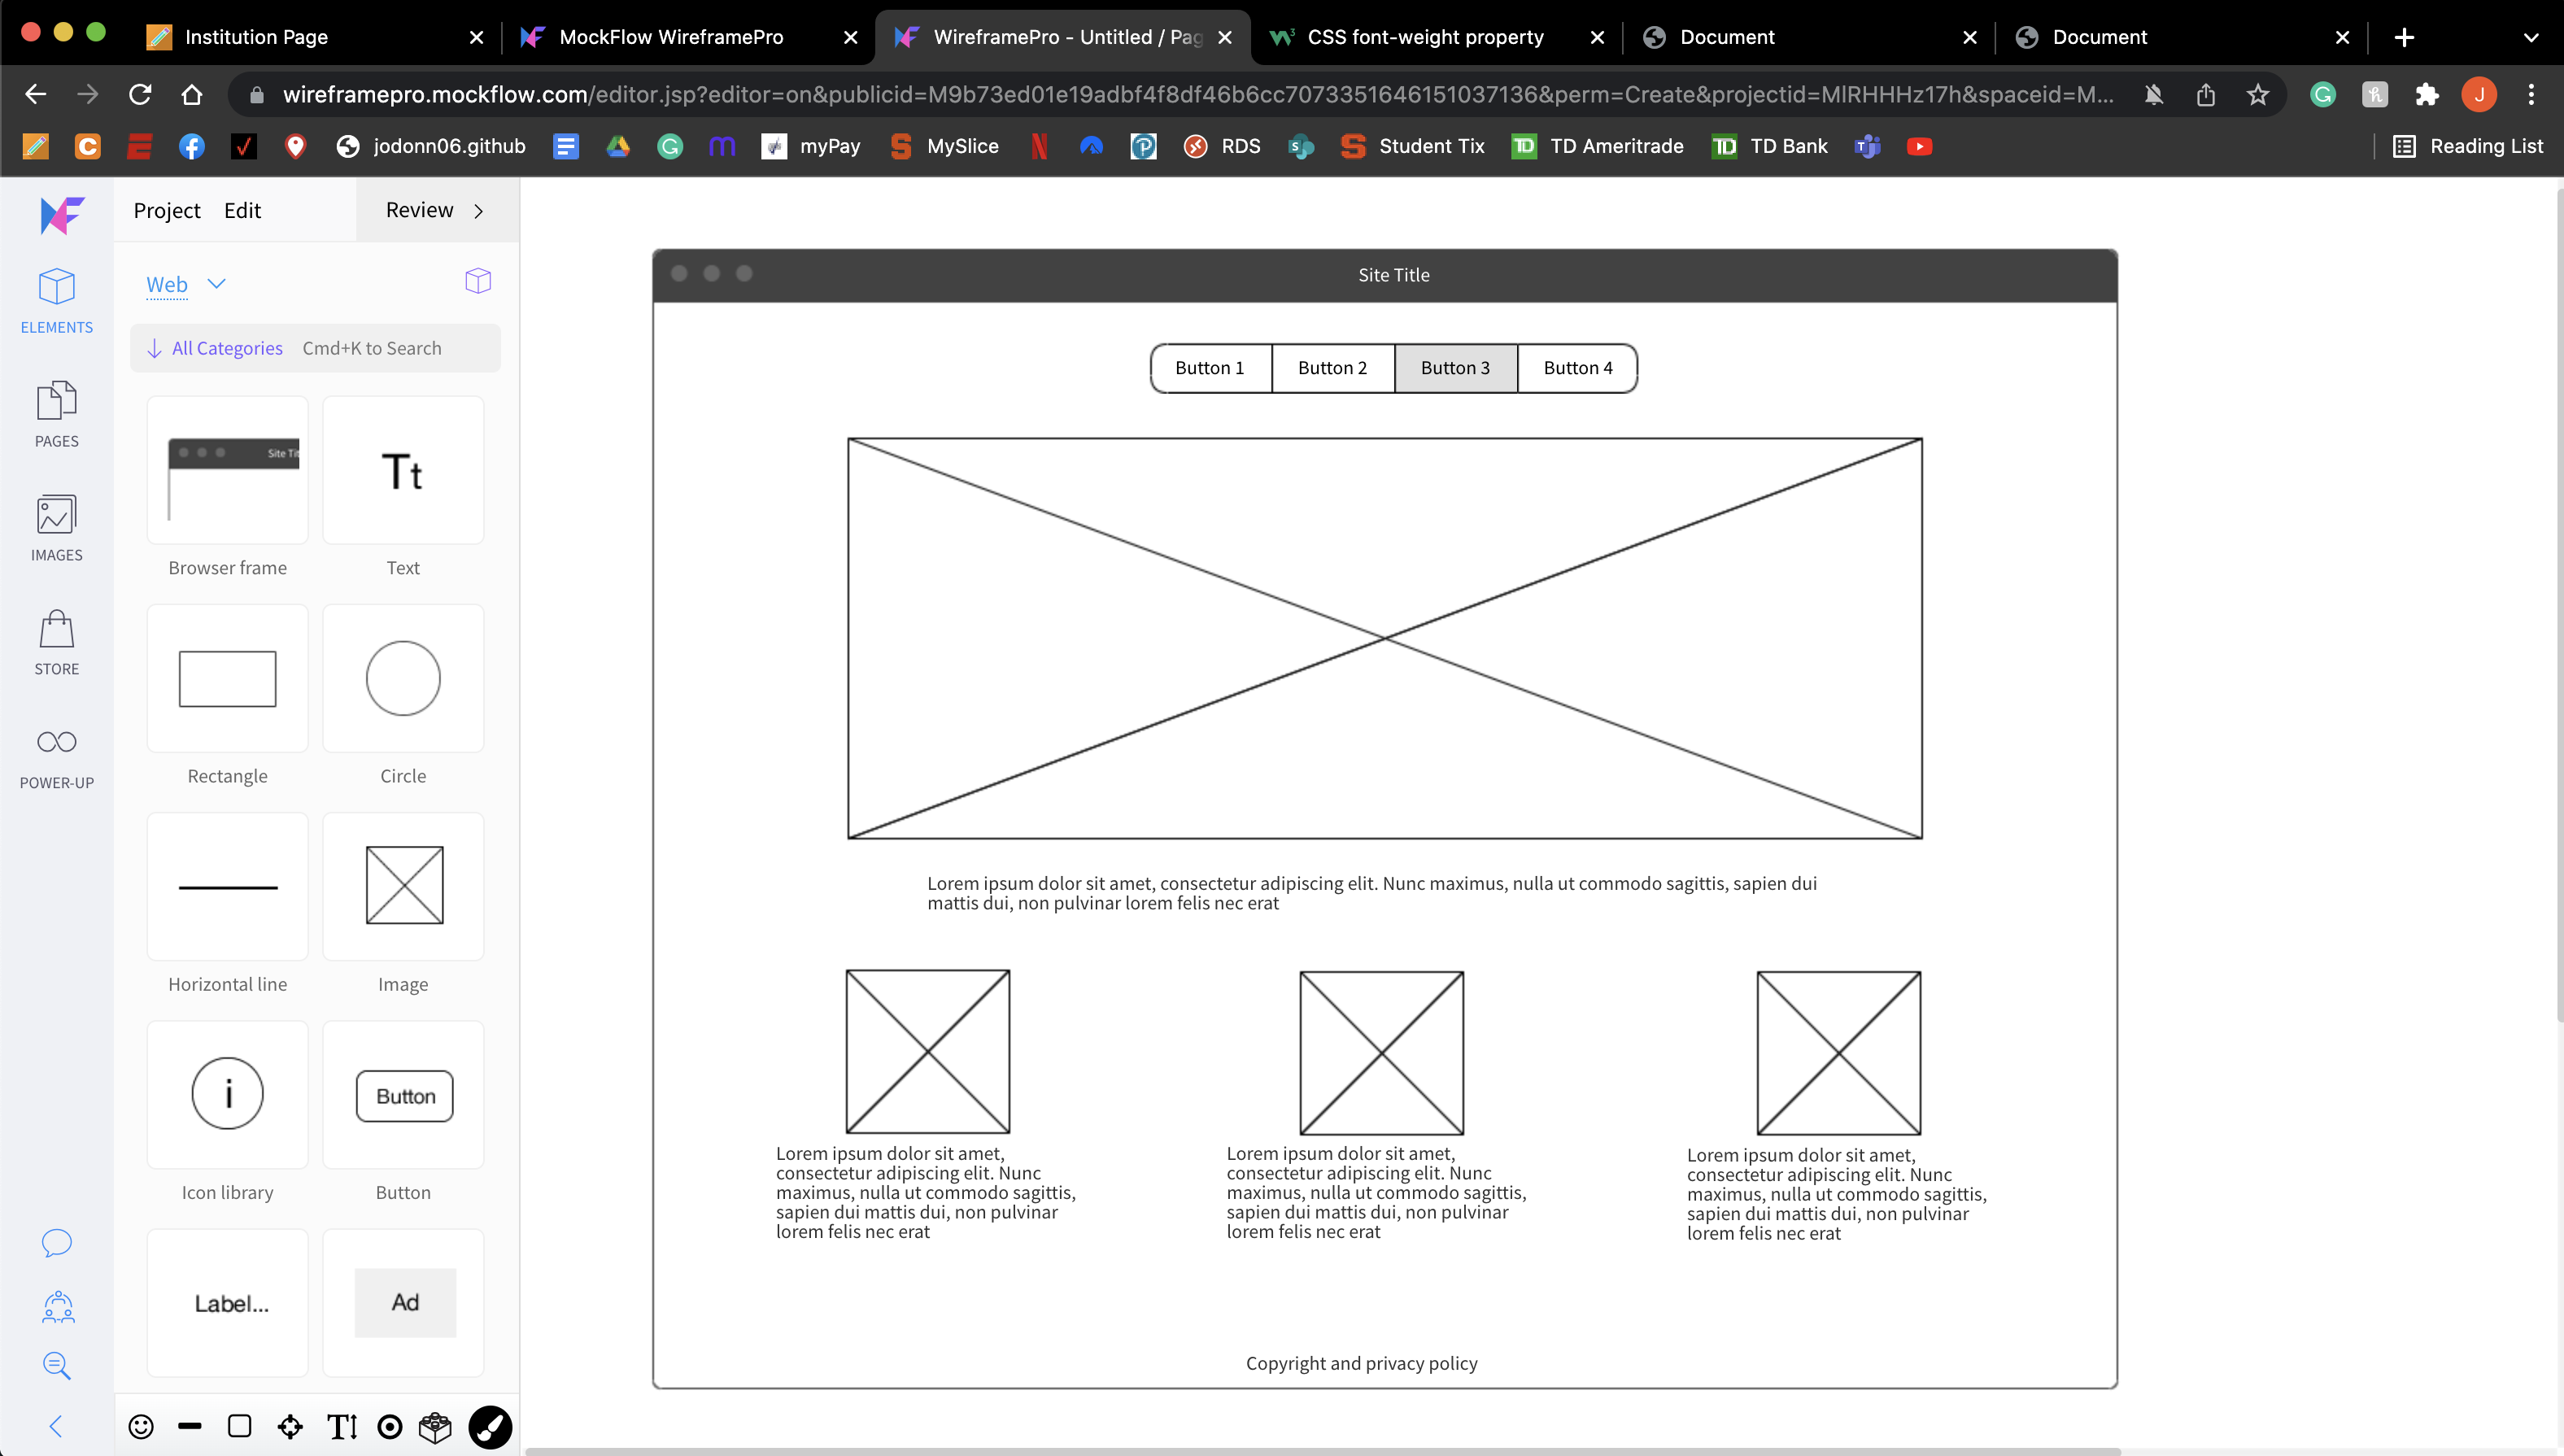 Institution Page
MockFlow WireframePro
WireframePro - Untitled / Pag
CSS font-weight property
Document
Document
wireframepro.mockflow.com/editor.jsp?editor=on&publicid=M9b73ed01e19adbf4f8df46b6cc7073351646151037136&perm=Create&projectid=MIRHHHz17h&spaceid=M...
J
jodonn06.github
myPay
MySlice
RDS
Student Tix
TD Ameritrade
TD Bank
Reading List
Project
Edit
Review
Web
All Categories
Cmd+K to Search
ELEMENTS
PAGES
IMAGES
STORE
POWER-UP
Site Tit
Tt
Browser frame
Text
Rectangle
Circle
Horizontal line
Image
i
Button
Icon library
Button
Label...
Ad
Site Title
Button 1
Button 2
Button 3
Button 4
Lorem ipsum dolor sit amet, consectetur adipiscing elit. Nunc maximus, nulla ut commodo sagittis, sapien dui
mattis dui, non pulvinar lorem felis nec erat
Lorem ipsum dolor sit amet,
consectetur adipiscing elit. Nunc
maximus, nulla ut commodo sagittis,
sapien dui mattis dui, non pulvinar
lorem felis nec erat
Lorem ipsum dolor sit amet,
consectetur adipiscing elit. Nunc
maximus, nulla ut commodo sagittis,
sapien dui mattis dui, non pulvinar
lorem felis nec erat
Lorem ipsum dolor sit amet,
consectetur adipiscing elit. Nunc
maximus, nulla ut commodo sagittis,
sapien dui mattis dui, non pulvinar
lorem felis nec erat
Copyright and privacy policy